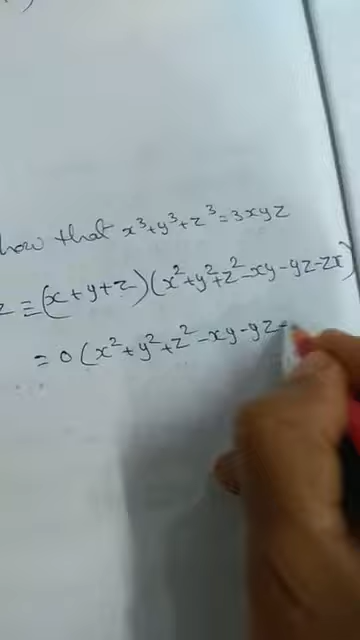 how that x³+y³+z³=3xyz
z ≡(x+y+z)(x²+y²+z²-xy-yz-zx)
= 0(x²+y²+z²-xy-yz-